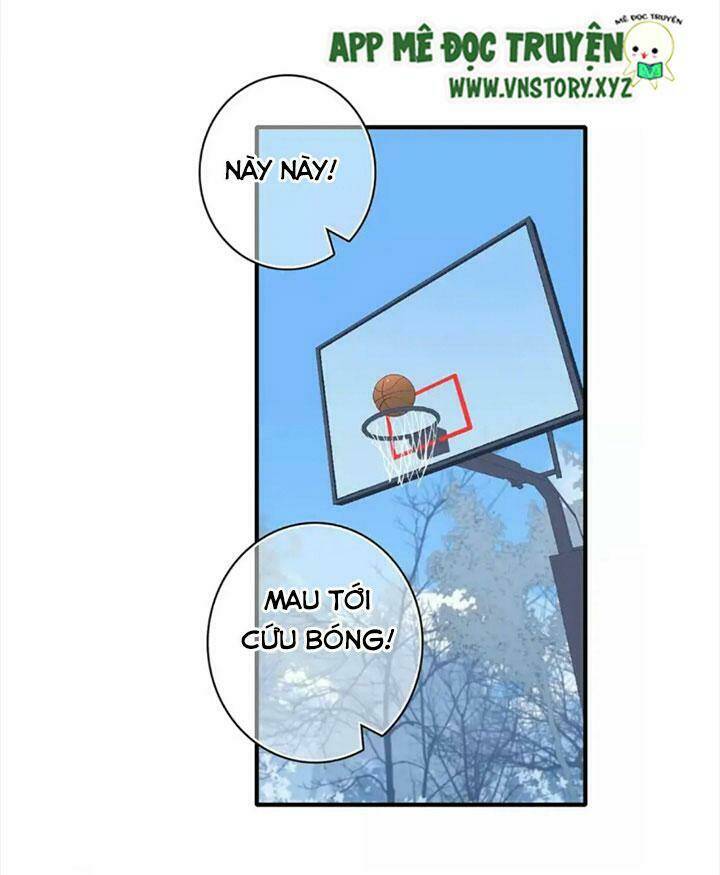 APP MÊ ĐỌC TRUYỆN
MÊ ĐỌC TRUYỆN
WWW.VNSTORY.XYZ
NÀY NÀY!
MAU TỚI
CỨU BÓNG!